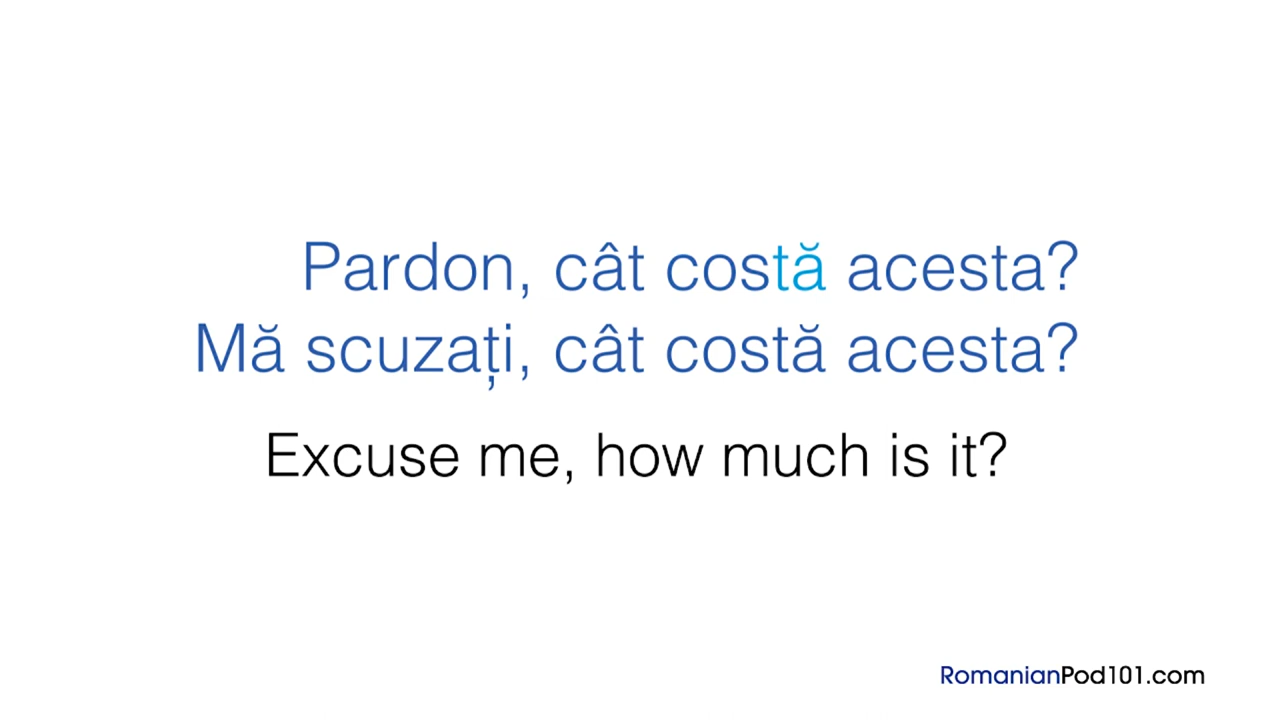 Pardon, cât costă acesta?
Mă scuzați, cât costă acesta?
Excuse me, how much is it?
RomanianPod101.com